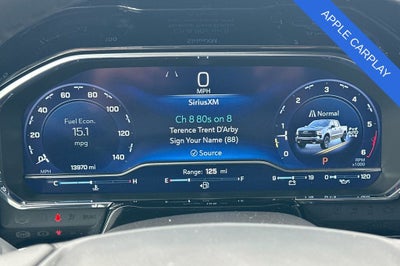 APPLE CARPLAY
0
MPH
SiriusXM
Ch 8 80s on 8
Terence Trent D'Arby
Sign Your Name (88)
Source
Range: 125 mi
40
60
80
100
120
140
20
0
Fuel Econ.
15.1
mpg
13970 mi
MPH
Normal
P
1
2
3
4
5
6
RPM
x1000
C H
E F
9 19
0 120